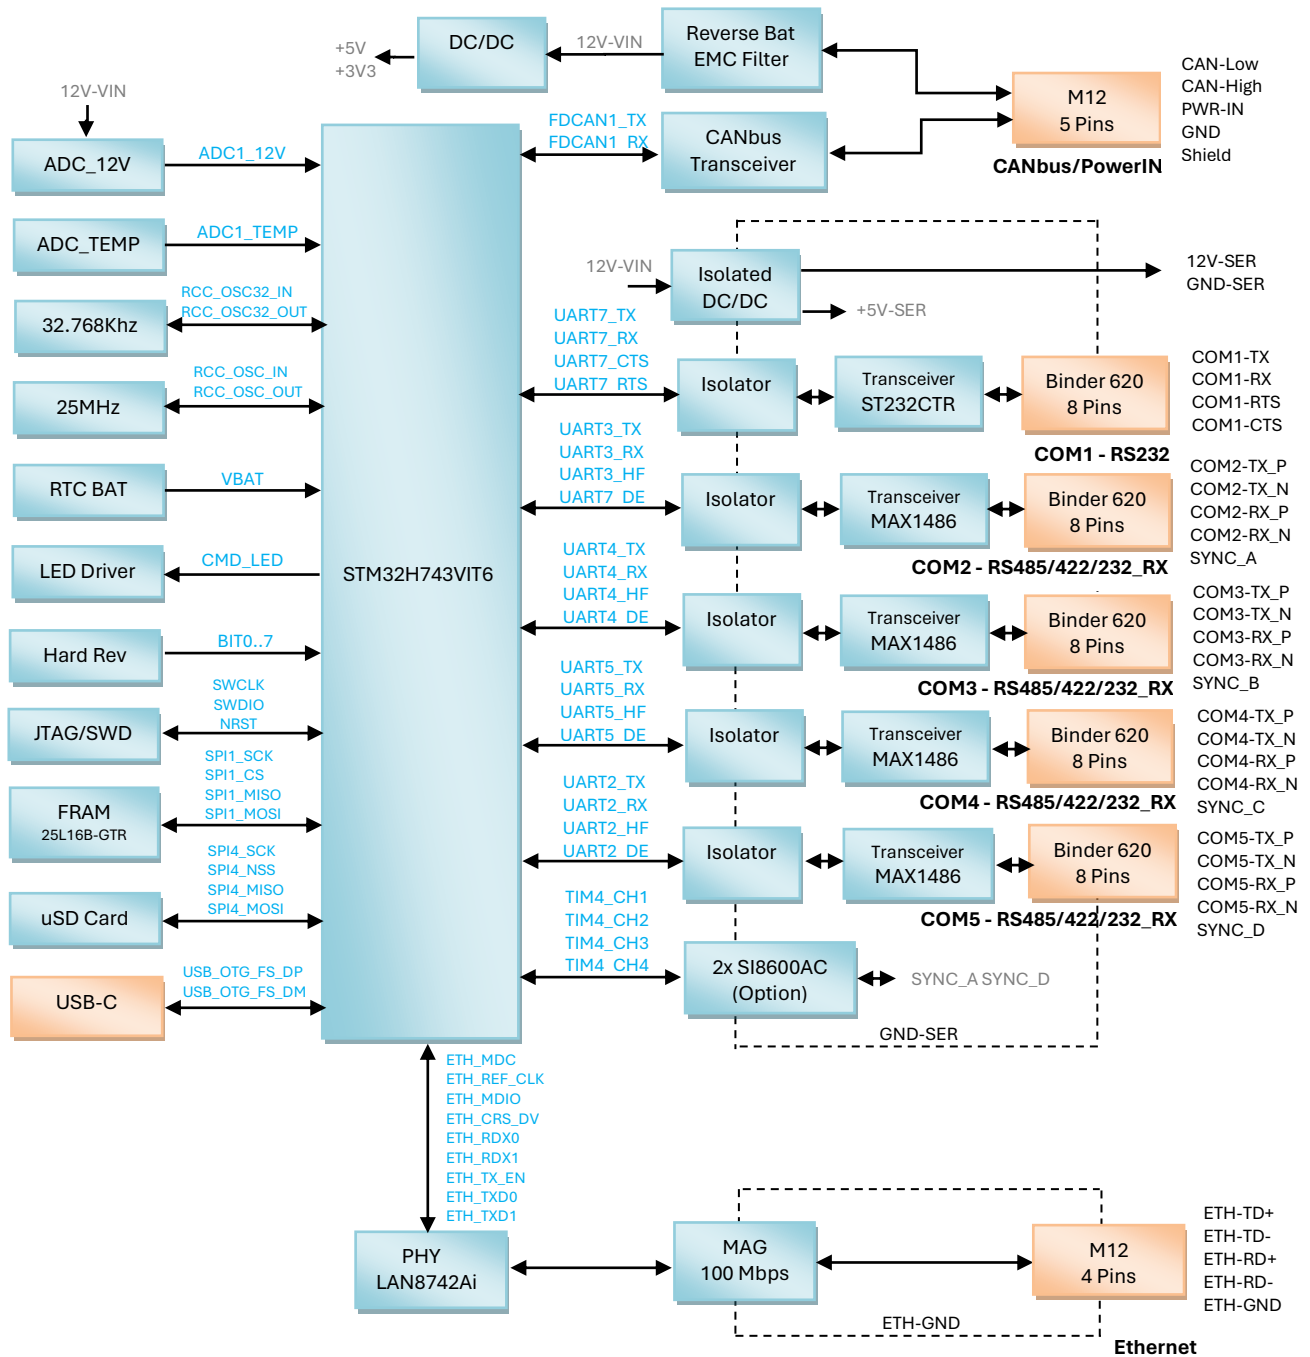 +5V
+3V3
DC/DC
12V-VIN
Reverse Bat
EMC Filter
M12
5 Pins
CANbus/PowerIN
CAN-Low
CAN-High
PWR-IN
GND
Shield
FDCAN1_TX
FDCAN1_RX
CANbus
Transceiver
12V-VIN
ADC_12V
ADC1_12V
ADC_TEMP
ADC1_TEMP
32.768Khz
RCC_OSC32_IN
RCC_OSC32_OUT
25MHz
RCC_OSC_IN
RCC_OSC_OUT
RTC BAT
VBAT
LED Driver
CMD_LED
Hard Rev
BIT0..7
JTAG/SWD
SWCLK
SWDIO
NRST
FRAM
25L16B-GTR
SPI1_SCK
SPI1_CS
SPI1_MISO
SPI1_MOSI
uSD Card
SPI4_SCK
SPI4_NSS
SPI4_MISO
SPI4_MOSI
USB-C
USB_OTG_FS_DP
USB_OTG_FS_DM
STM32H743VIT6
12V-VIN
Isolated
DC/DC
+5V-SER
12V-SER
GND-SER
UART7_TX
UART7_RX
UART7_CTS
UART7_RTS
Isolator
Transceiver
ST232CTR
Binder 620
8 Pins
COM1 - RS232
COM1-TX
COM1-RX
COM1-RTS
COM1-CTS
UART3_TX
UART3_RX
UART3_HF
UART7_DE
Isolator
Transceiver
MAX1486
Binder 620
8 Pins
COM2 - RS485/422/232_RX
COM2-TX_P
COM2-TX_N
COM2-RX_P
COM2-RX_N
SYNC_A
UART4_TX
UART4_RX
UART4_HF
UART4_DE
Isolator
Transceiver
MAX1486
Binder 620
8 Pins
COM3 - RS485/422/232_RX
COM3-TX_P
COM3-TX_N
COM3-RX_P
COM3-RX_N
SYNC_B
UART5_TX
UART5_RX
UART5_HF
UART5_DE
Isolator
Transceiver
MAX1486
Binder 620
8 Pins
COM4 - RS485/422/232_RX
COM4-TX_P
COM4-TX_N
COM4-RX_P
COM4-RX_N
SYNC_C
UART2_TX
UART2_RX
UART2_HF
UART2_DE
Isolator
Transceiver
MAX1486
Binder 620
8 Pins
COM5 - RS485/422/232_RX
COM5-TX_P
COM5-TX_N
COM5-RX_P
COM5-RX_N
SYNC_D
TIM4_CH1
TIM4_CH2
TIM4_CH3
TIM4_CH4
2x SI8600AC
(Option)
SYNC_A SYNC_D
GND-SER
ETH_MDC
ETH_REF_CLK
ETH_MDIO
ETH_CRS_DV
ETH_RDX0
ETH_RDX1
ETH_TX_EN
ETH_TXD0
ETH_TXD1
PHY
LAN8742Ai
MAG
100 Mbps
M12
4 Pins
ETH-TD+
ETH-TD-
ETH-RD+
ETH-RD-
ETH-GND
ETH-GND
Ethernet